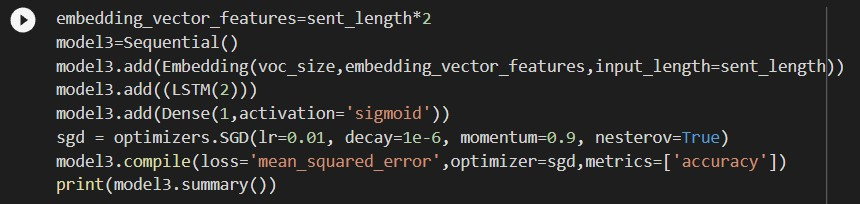 embedding_vector_features=sent_length*2
model3=Sequential()
model3.add(Embedding(voc_size,embedding_vector_features,input_length=sent_length))
model3.add((LSTM(2)))
model3.add(Dense(1,activation='sigmoid'))
sgd = optimizers.SGD(lr=0.01, decay=1e-6, momentum=0.9, nesterov=True)
model3.compile(loss='mean_squared_error',optimizer=sgd,metrics=['accuracy'])
print(model3.summary())